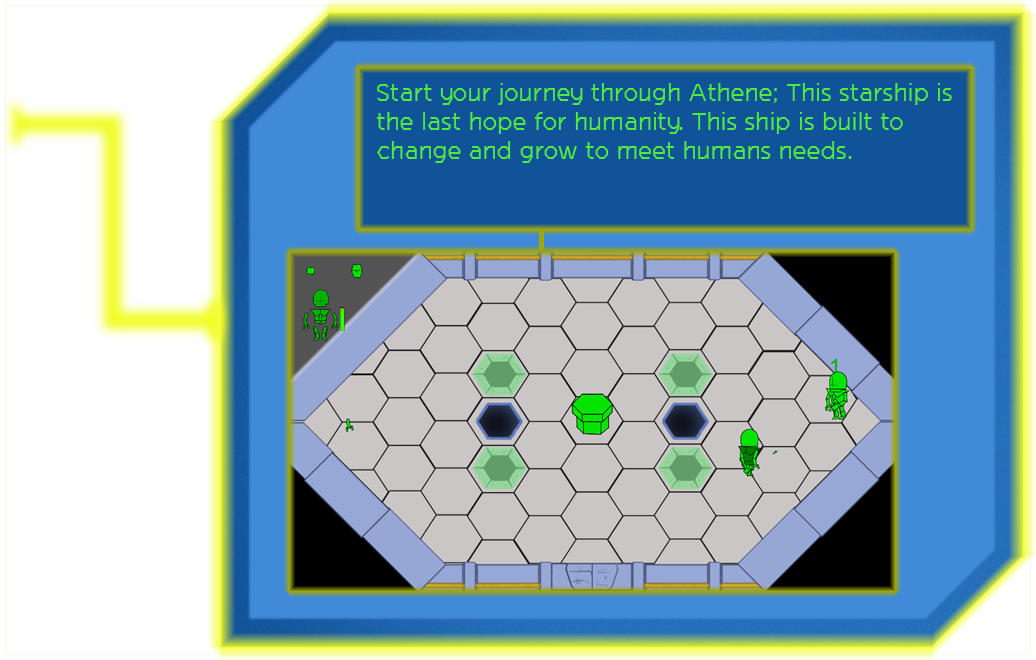 Start your journey through Athene; This starship is
the last hope for humanity. This ship is built to
change and grow to meet humans needs.
1